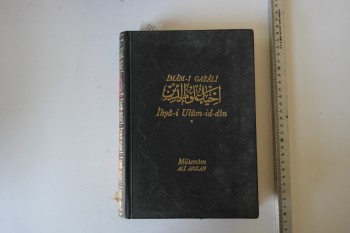 İMÂM-I GAZÂLÎ
إحياء علوم الدين
İhyâ-i Ulûm-id-dîn
Mütercim
ALİ ARSLAN